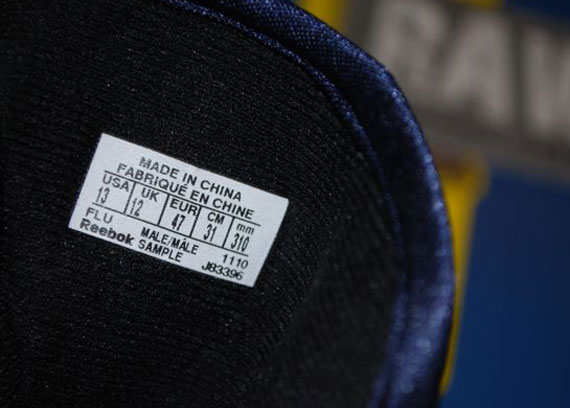 MADE IN CHINA
FABRIQUÉ EN CHINE
USA UK EUR CM mm
13 12 47 31 310
FLU MALE/MÂLE 1110
Reebok SAMPLE J83396